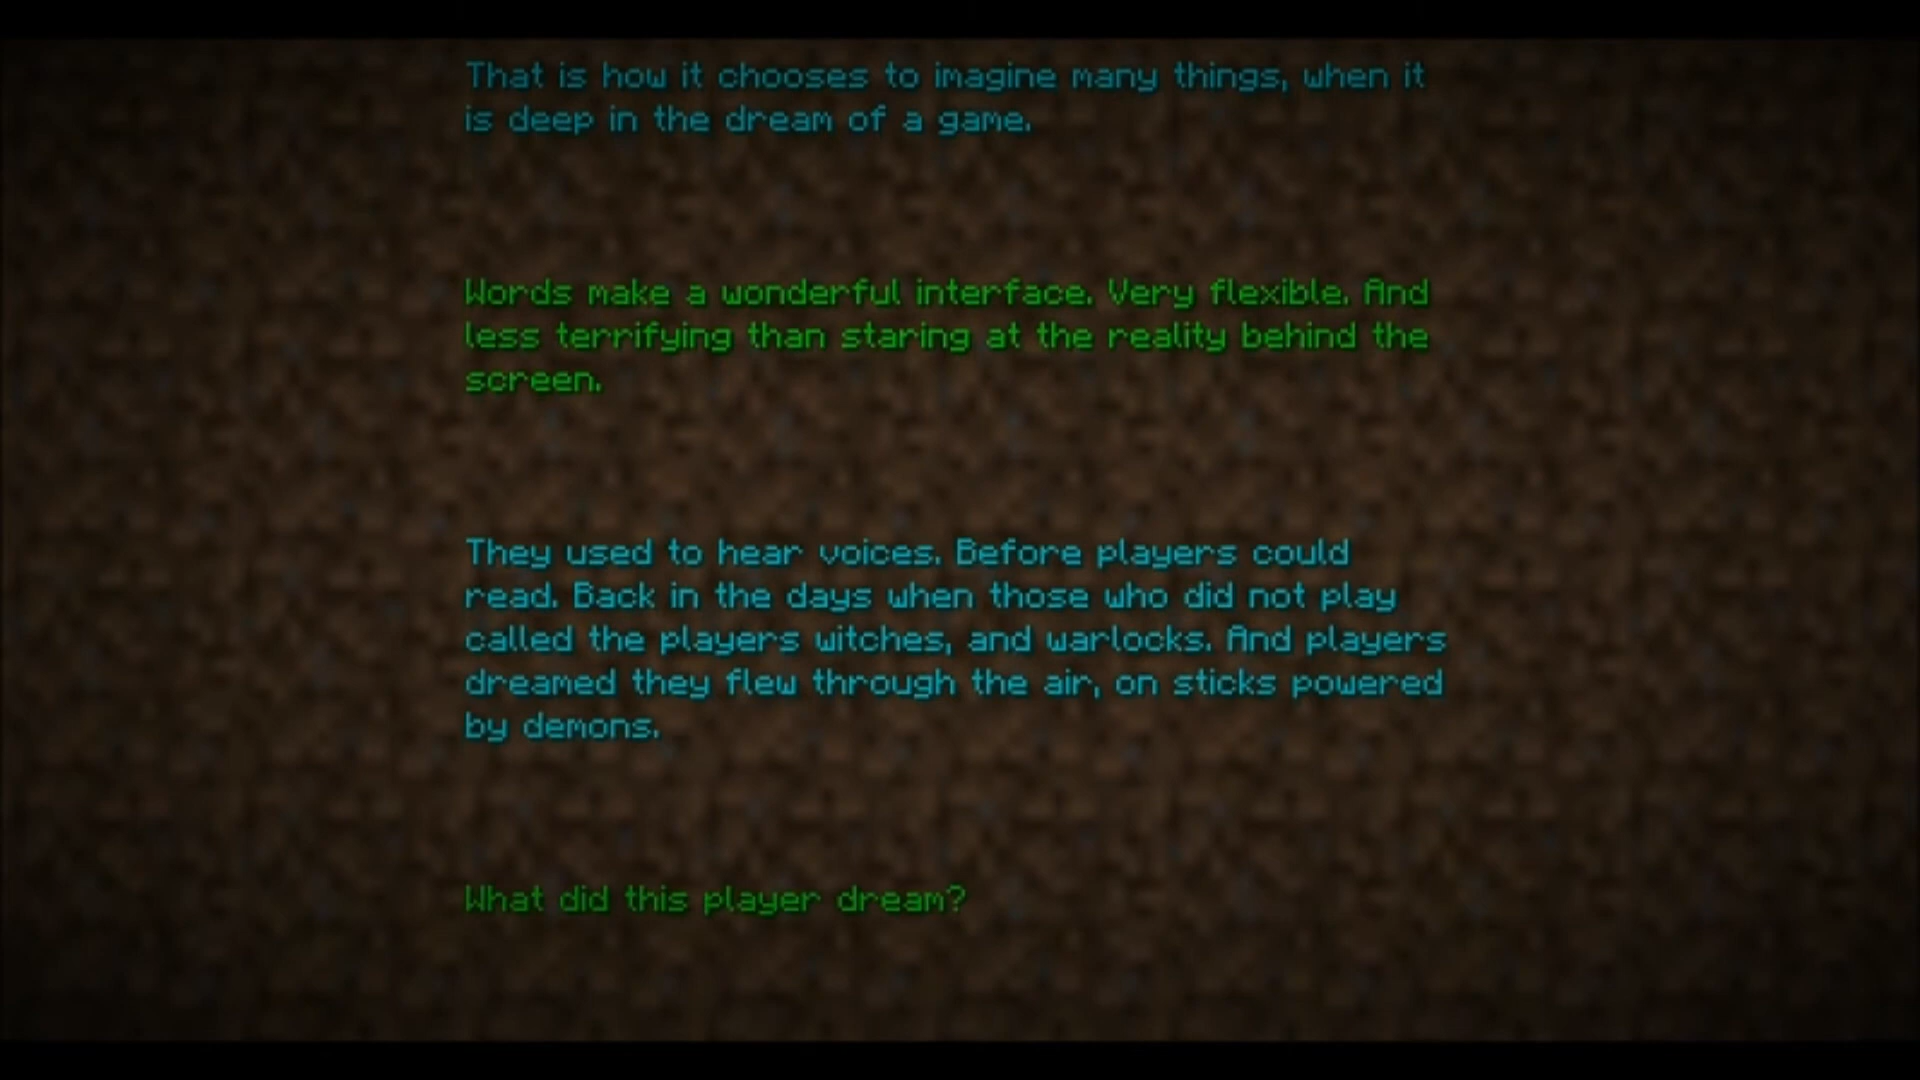 That is how it chooses to imagine many things, when it
is deep in the dream of a game.
Words make a wonderful interface. Very flexible. And
less terrifying than staring at the reality behind the
screen.
They used to hear voices. Before players could
read. Back in the days when those who did not play
called the players witches, and warlocks. And players
dreamed they flew through the air, on sticks powered
by demons.
What did this player dream?